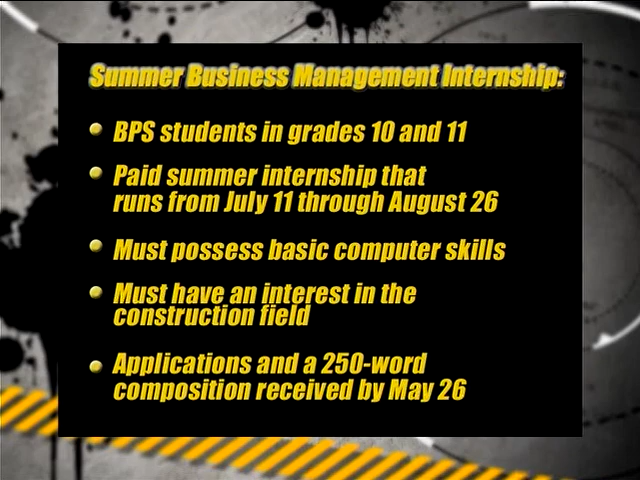 Summer Business Management Internship:
BPS students in grades 10 and 11
Paid summer internship that
runs from July 11 through August 26
Must possess basic computer skills
Must have an interest in the
construction field
Applications and a 250-word
composition received by May 26